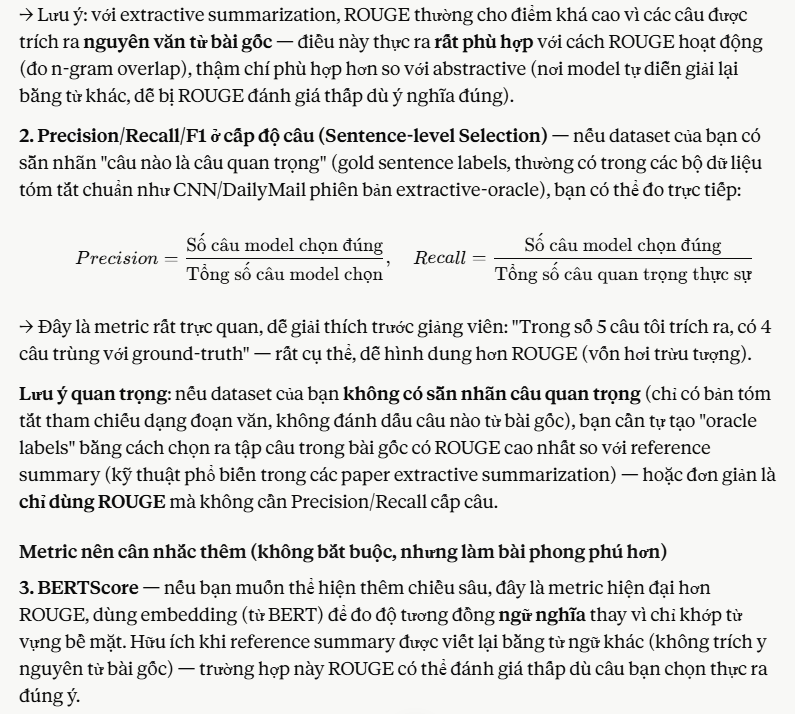 → Lưu ý: với extractive summarization, ROUGE thường cho điểm khá cao vì các câu được
trích ra nguyên văn từ bài gốc — điều này thực ra rất phù hợp với cách ROUGE hoạt động
(đo n-gram overlap), thậm chí phù hợp hơn so với abstractive (nơi model tự diễn giải lại
bằng từ khác, dễ bị ROUGE đánh giá thấp dù ý nghĩa đúng).
2. Precision/Recall/F1 ở cấp độ câu (Sentence-level Selection) — nếu dataset của bạn có
sẵn nhãn "câu nào là câu quan trọng" (gold sentence labels, thường có trong các bộ dữ liệu
tóm tắt chuẩn như CNN/DailyMail phiên bản extractive-oracle), bạn có thể đo trực tiếp:
Precision = Số câu model chọn đúng / Tổng số câu model chọn, Recall = Số câu model chọn đúng / Tổng số câu quan trọng thực sự
→ Đây là metric rất trực quan, dễ giải thích trước giảng viên: "Trong số 5 câu tôi trích ra, có 4
câu trùng với ground-truth" — rất cụ thể, dễ hình dung hơn ROUGE (vốn hơi trừu tượng).
Lưu ý quan trọng: nếu dataset của bạn không có sẵn nhãn câu quan trọng (chỉ có bản tóm
tắt tham chiếu dạng đoạn văn, không đánh dấu câu nào từ bài gốc), bạn cần tự tạo "oracle
labels" bằng cách chọn ra tập câu trong bài gốc có ROUGE cao nhất so với reference
summary (kỹ thuật phổ biến trong các paper extractive summarization) — hoặc đơn giản là
chỉ dùng ROUGE mà không cần Precision/Recall cấp câu.
Metric nên cân nhắc thêm (không bắt buộc, nhưng làm bài phong phú hơn)
3. BERTScore — nếu bạn muốn thể hiện thêm chiều sâu, đây là metric hiện đại hơn
ROUGE, dùng embedding (từ BERT) để đo độ tương đồng ngữ nghĩa thay vì chỉ khớp từ
vựng bề mặt. Hữu ích khi reference summary được viết lại bằng từ ngữ khác (không trích y
nguyên từ bài gốc) — trường hợp này ROUGE có thể đánh giá thấp dù câu bạn chọn thực ra
đúng ý.